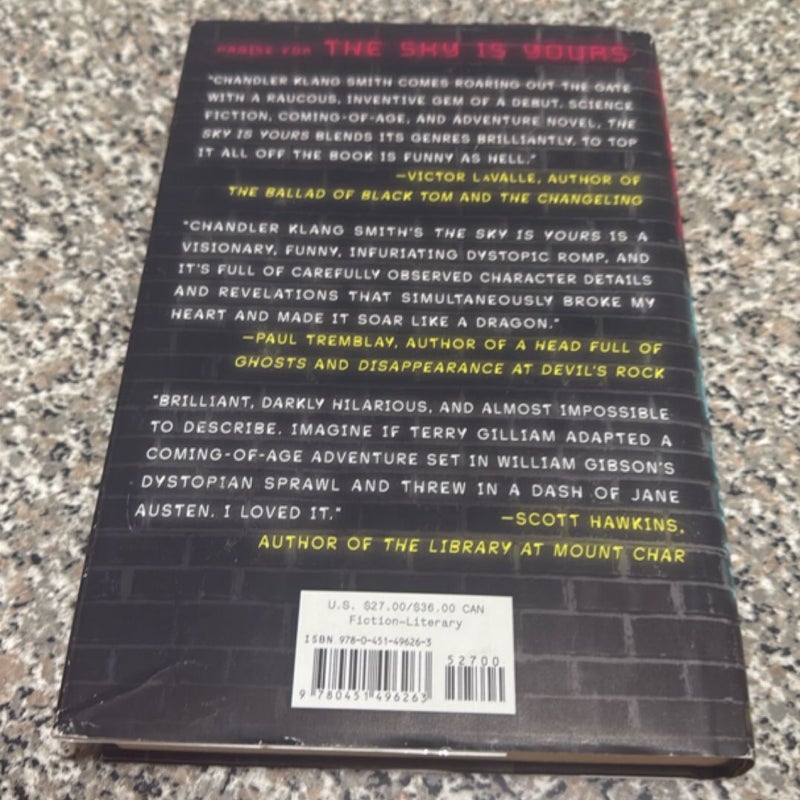 PRAISE FOR THE SKY IS YOURS
"CHANDLER KLANG SMITH COMES ROARING OUT THE GATE
WITH A RAUCOUS, INVENTIVE GEM OF A DEBUT. SCIENCE
FICTION, COMING-OF-AGE, AND ADVENTURE NOVEL, THE
SKY IS YOURS BLENDS ITS GENRES BRILLIANTLY. TO TOP
IT ALL OFF THE BOOK IS FUNNY AS HELL."
—VICTOR LAVALLE, AUTHOR OF
THE BALLAD OF BLACK TOM AND THE CHANGELING
"CHANDLER KLANG SMITH'S THE SKY IS YOURS IS A
VISIONARY, FUNNY, INFURIATING DYSTOPIC ROMP, AND
IT'S FULL OF CAREFULLY OBSERVED CHARACTER DETAILS
AND REVELATIONS THAT SIMULTANEOUSLY BROKE MY
HEART AND MADE IT SOAR LIKE A DRAGON."
—PAUL TREMBLAY, AUTHOR OF A HEAD FULL OF
GHOSTS AND DISAPPEARANCE AT DEVIL'S ROCK
"BRILLIANT, DARKLY HILARIOUS, AND ALMOST IMPOSSIBLE
TO DESCRIBE. IMAGINE IF TERRY GILLIAM ADAPTED A
COMING-OF-AGE ADVENTURE SET IN WILLIAM GIBSON'S
DYSTOPIAN SPRAWL AND THREW IN A DASH OF JANE
AUSTEN. I LOVED IT." —SCOTT HAWKINS,
AUTHOR OF THE LIBRARY AT MOUNT CHAR
U.S. $27.00/$36.00 CAN
Fiction-Literary
ISBN 978-0-451-49626-3
52700
9 780451 496263